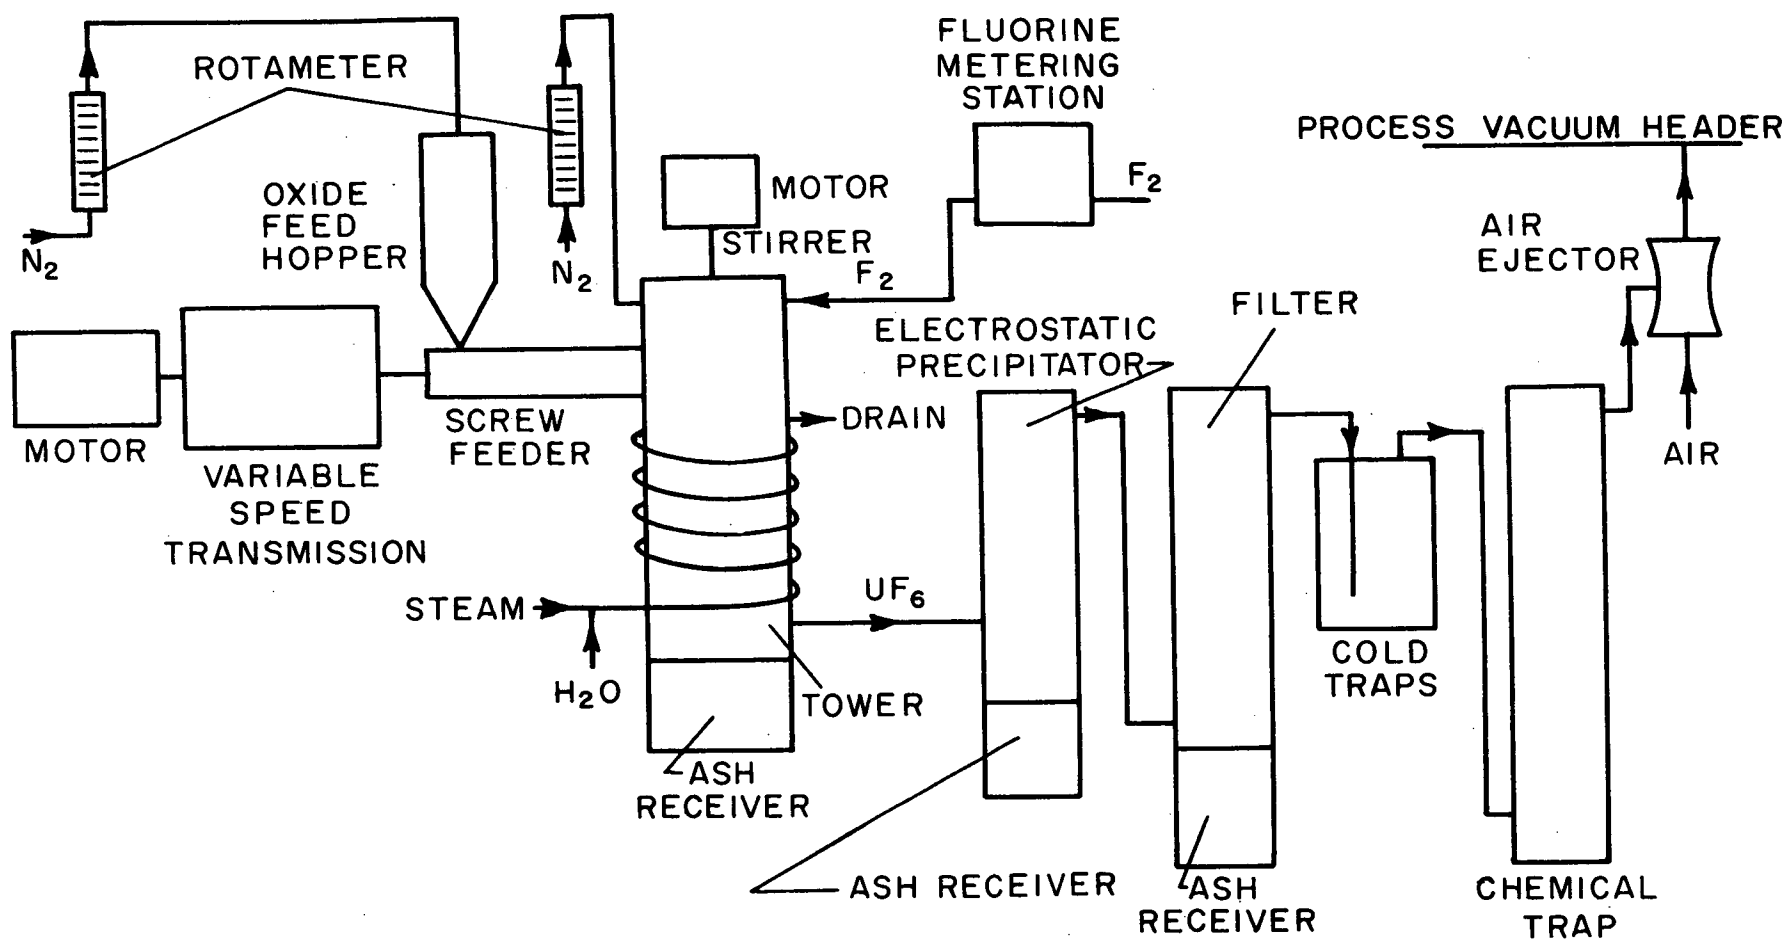 FLUORINE
METERING
STATION
ROTAMETER
PROCESS VACUUM HEADER
F2
MOTOR
OXIDE
FEED
HOPPER
STIRRER
AIR
EJECTOR
N2
N2
F2
FILTER
ELECTROSTATIC
PRECIPITATOR
DRAIN
SCREW
FEEDER
MOTOR
AIR
VARIABLE
SPEED
TRANSMISSION
UF6
STEAM
COLD
TRAPS
H2O
TOWER
ASH
RECEIVER
ASH RECEIVER
ASH
RECEIVER
CHEMICAL
TRAP